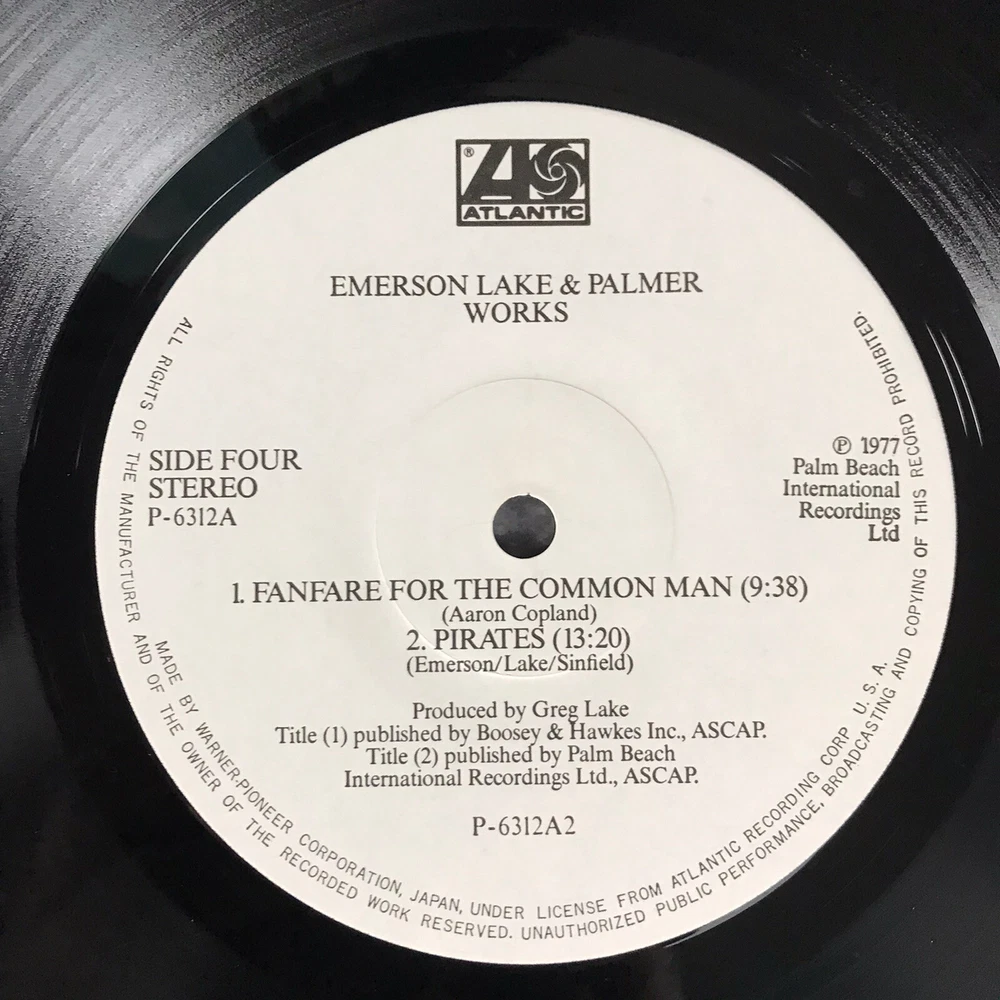 ®
ATLANTIC
EMERSON LAKE & PALMER
WORKS
SIDE FOUR
STEREO
P-6312A
℗ 1977
Palm Beach
International
Recordings
Ltd
1. FANFARE FOR THE COMMON MAN (9:38)
(Aaron Copland)
2. PIRATES (13:20)
(Emerson/Lake/Sinfield)
Produced by Greg Lake
Title (1) published by Boosey & Hawkes Inc., ASCAP.
Title (2) published by Palm Beach
International Recordings Ltd., ASCAP.
P-6312A2
MADE BY WARNER-PIONEER CORPORATION, JAPAN, UNDER LICENSE FROM ATLANTIC RECORDING CORP U. S. A.
ALL RIGHTS OF THE MANUFACTURER AND OF THE OWNER OF THE RECORDED WORK RESERVED. UNAUTHORIZED PUBLIC PERFORMANCE, BROADCASTING AND COPYING OF THIS RECORD PROHIBITED.